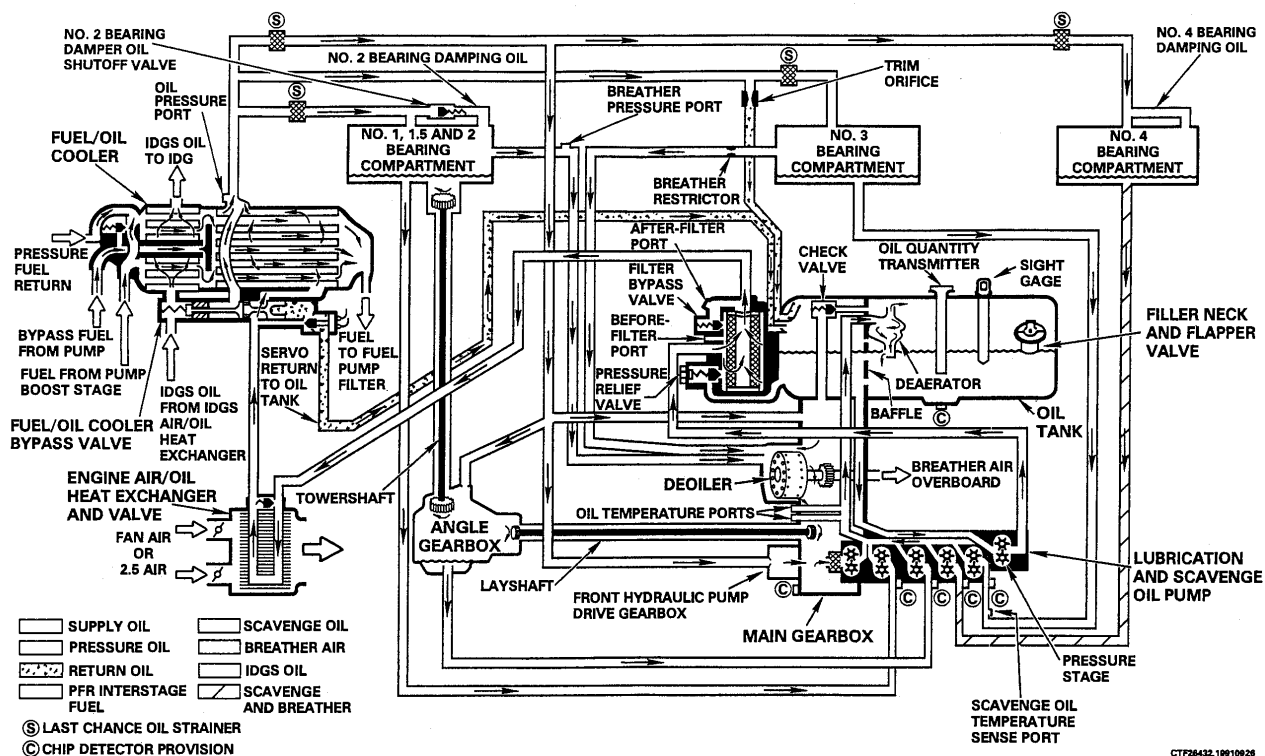 Ⓢ
Ⓢ
NO. 2 BEARING
DAMPER OIL
SHUTOFF VALVE
NO. 2 BEARING DAMPING OIL
NO. 4 BEARING
DAMPING OIL
OIL
PRESSURE
PORT
Ⓢ
Ⓢ
BREATHER
PRESSURE PORT
TRIM
ORIFICE
FUEL/OIL
COOLER
IDGS OIL
TO IDG
NO. 1, 1.5 AND 2
BEARING
COMPARTMENT
NO. 3
BEARING
COMPARTMENT
NO. 4
BEARING
COMPARTMENT
BREATHER
RESTRICTOR
PRESSURE
FUEL
RETURN
AFTER-FILTER
PORT
FILTER
BYPASS
VALVE
BEFORE-
FILTER
PORT
PRESSURE
RELIEF
VALVE
CHECK
VALVE
OIL QUANTITY
TRANSMITTER
SIGHT
GAGE
FILLER NECK
AND FLAPPER
VALVE
BYPASS FUEL
FROM PUMP
FUEL FROM PUMP
BOOST STAGE
FUEL/OIL COOLER
BYPASS VALVE
IDGS OIL
FROM IDGS
AIR/OIL
HEAT
EXCHANGER
SERVO
RETURN
TO OIL
TANK
FUEL
TO FUEL
PUMP
FILTER
DEAERATOR
BAFFLE
Ⓒ
OIL
TANK
ENGINE AIR/OIL
HEAT EXCHANGER
AND VALVE
TOWERSHAFT
DEOILER
BREATHER AIR
OVERBOARD
FAN AIR
OR
2.5 AIR
ANGLE
GEARBOX
OIL TEMPERATURE PORTS
LAYSHAFT
FRONT HYDRAULIC PUMP
DRIVE GEARBOX
Ⓒ
Ⓒ
Ⓒ
Ⓒ
Ⓒ
MAIN GEARBOX
LUBRICATION
AND SCAVENGE
OIL PUMP
PRESSURE
STAGE
SCAVENGE OIL
TEMPERATURE
SENSE PORT
SUPPLY OIL
SCAVENGE OIL
PRESSURE OIL
BREATHER AIR
RETURN OIL
IDGS OIL
PFR INTERSTAGE
FUEL
SCAVENGE
AND BREATHER
Ⓢ LAST CHANCE OIL STRAINER
Ⓒ CHIP DETECTOR PROVISION
CTF26432.19910926